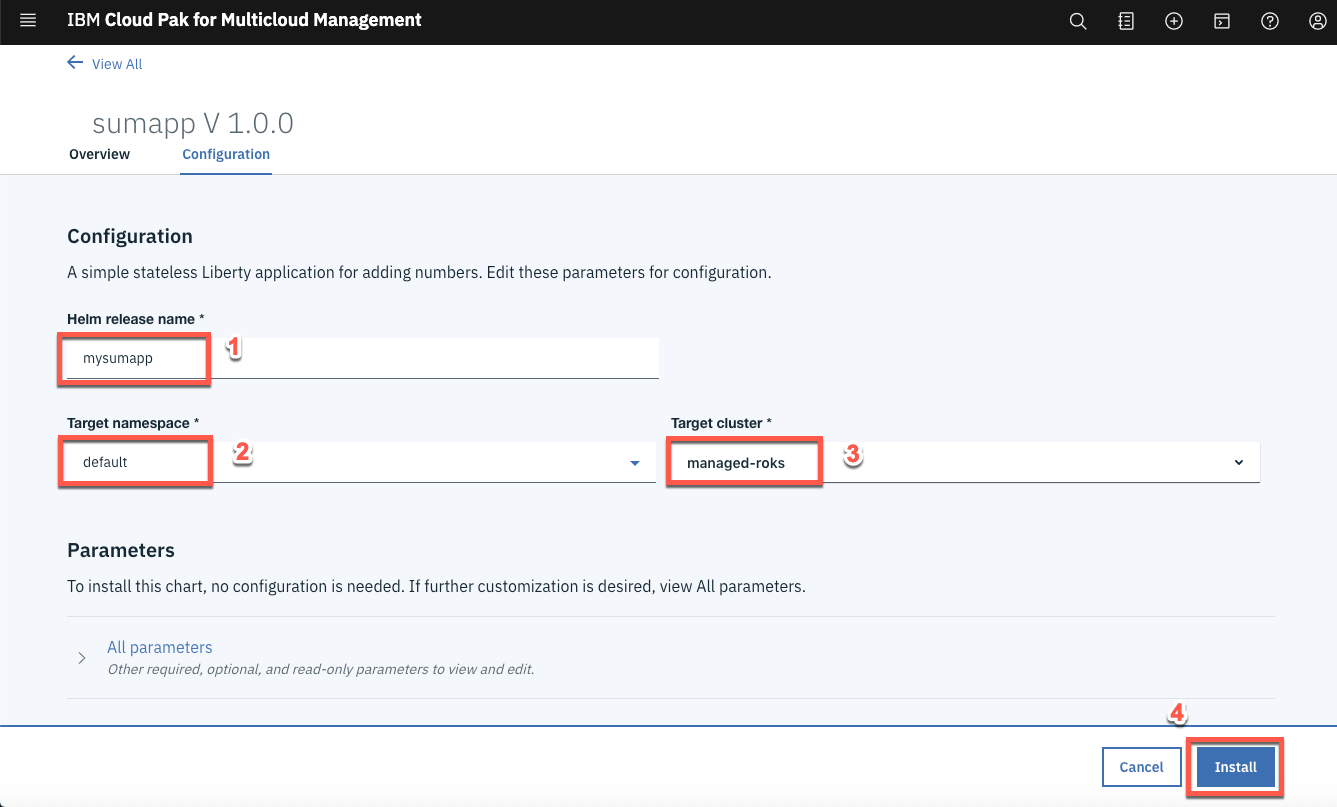 IBM Cloud Pak for Multicloud Management
View All
sumapp V 1.0.0
Overview Configuration
Configuration
A simple stateless Liberty application for adding numbers. Edit these parameters for configuration.
Helm release name *
mysumapp 1
Target namespace * Target cluster *
default 2 managed-roks 3
Parameters
To install this chart, no configuration is needed. If further customization is desired, view All parameters.
All parameters
Other required, optional, and read-only parameters to view and edit.
4
Cancel Install